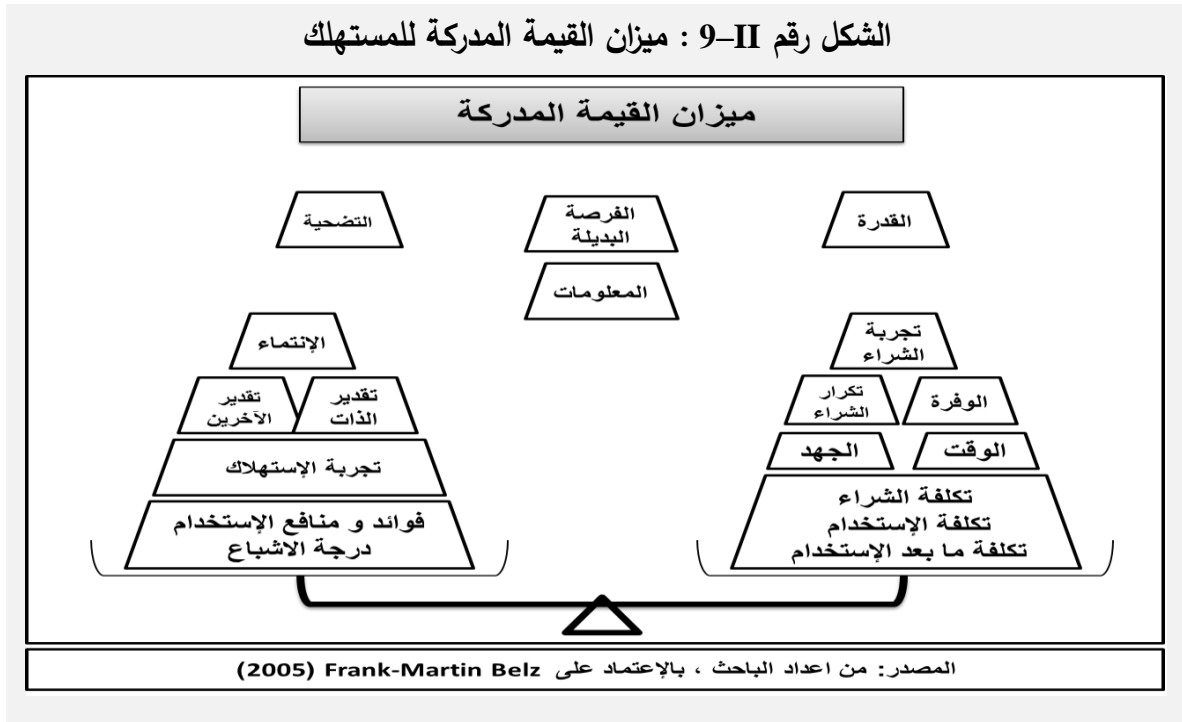 الشكل رقم II–9 : ميزان القيمة المدركة للمستهلك
ميزان القيمة المدركة
القدرة
الفرصة
البديلة
التضحية
المعلومات
تجربة
الشراء
الوفرة
تكرار
الشراء
الوقت
الجهد
تكلفة الشراء
تكلفة الإستخدام
تكلفة ما بعد الإستخدام
الإنتماء
تقدير
الذات
تقدير
الآخرين
تجربة الإستهلاك
فوائد و منافع الإستخدام
درجة الاشباع
المصدر: من اعداد الباحث ، بالإعتماد على Frank-Martin Belz (2005)